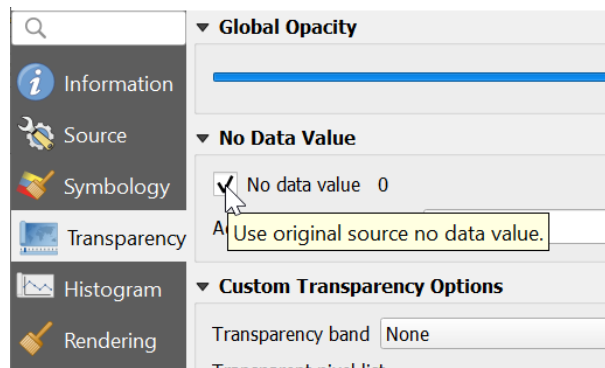 Global Opacity
Information
Source
No Data Value
Symbology
No data value 0
Use original source no data value.
Transparency
Histogram
Custom Transparency Options
Rendering
Transparency band None